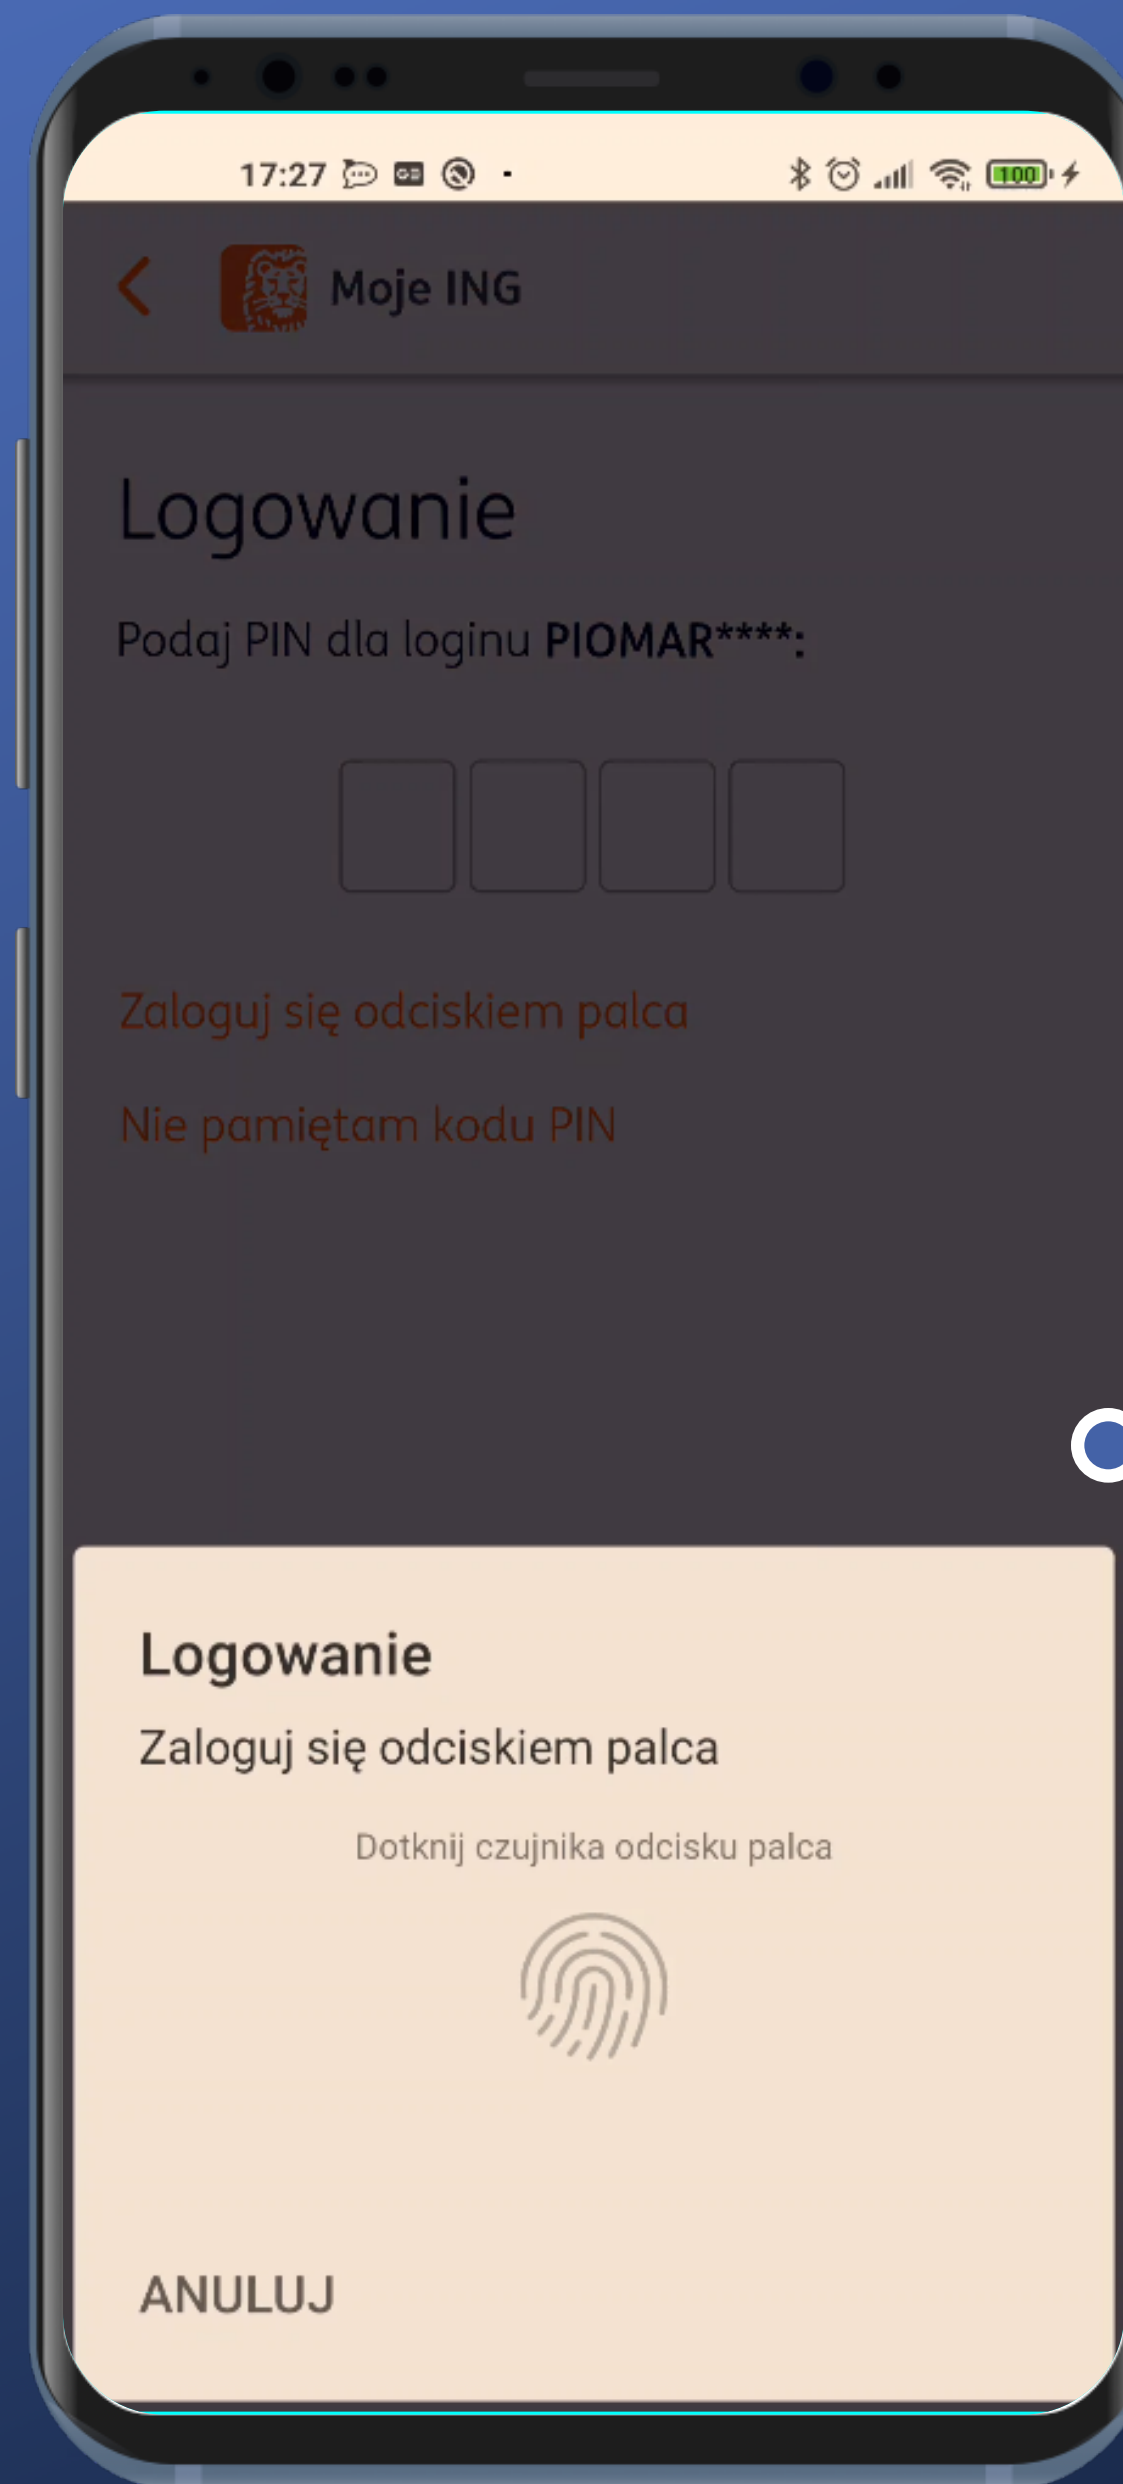 17:27
100
Moje ING
Logowanie
Podaj PIN dla loginu PIOMAR****:
Zaloguj się odciskiem palca
Nie pamiętam kodu PIN
Logowanie
Zaloguj się odciskiem palca
Dotknij czujnika odcisku palca
ANULUJ